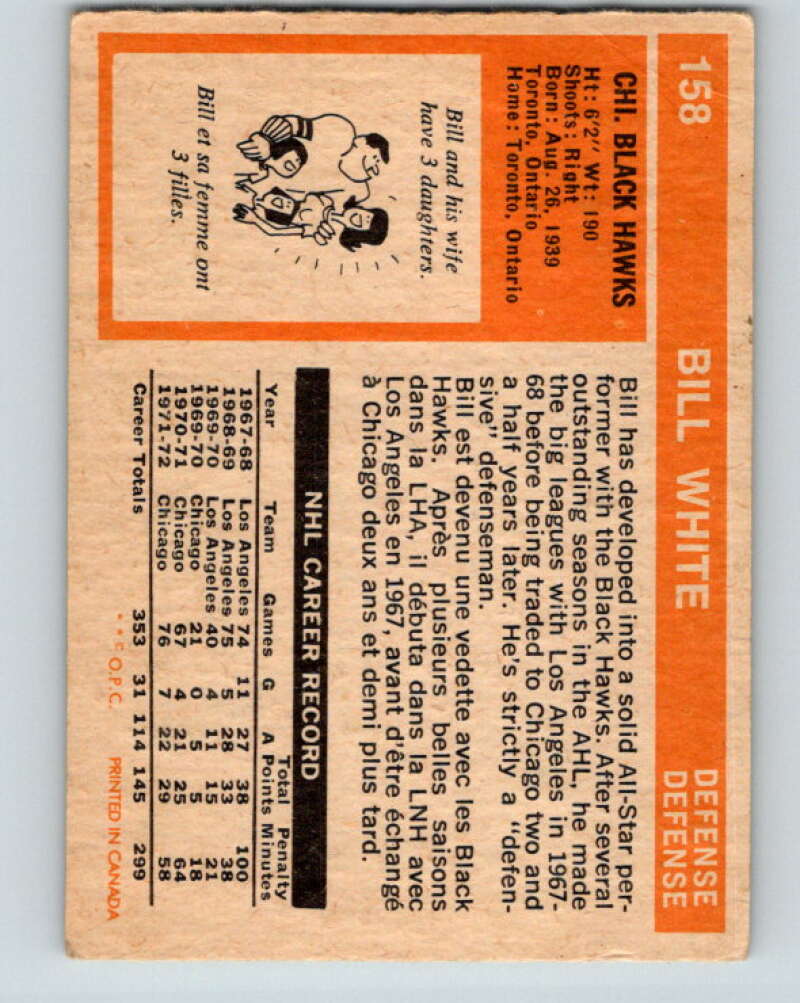 158
BILL WHITE
DEFENSE
DEFENSE
CHI. BLACK HAWKS
Ht: 6'2'' Wt: 190
Shoots: Right
Born: Aug. 26, 1939
Toronto, Ontario
Home: Toronto, Ontario
Bill and his wife
have 3 daughters.
Bill et sa femme ont
3 filles.
Bill has developed into a solid All-Star per-
former with the Black Hawks. After several
outstanding seasons in the AHL, he made
the big leagues with Los Angeles in 1967-
68 before being traded to Chicago two and
a half years later. He's strictly a "defen-
sive" defenseman.
Bill est devenu une vedette avec les Black
Hawks. Après plusieurs belles saisons
dans la LHA, il débuta dans la LNH avec
Los Angeles en 1967, avant d'être échangé
à Chicago deux ans et demi plus tard.
NHL CAREER RECORD
Total Penalty
Year Team Games G A Points Minutes
1967-68 Los Angeles 74 11 27 38 100
1968-69 Los Angeles 75 5 28 33 38
1969-70 Los Angeles 40 4 11 15 21
1969-70 Chicago 21 0 5 5 18
1970-71 Chicago 67 4 21 25 64
1971-72 Chicago 76 7 22 29 58
Career Totals 353 31 114 145 299
* * © O.P.C. PRINTED IN CANADA